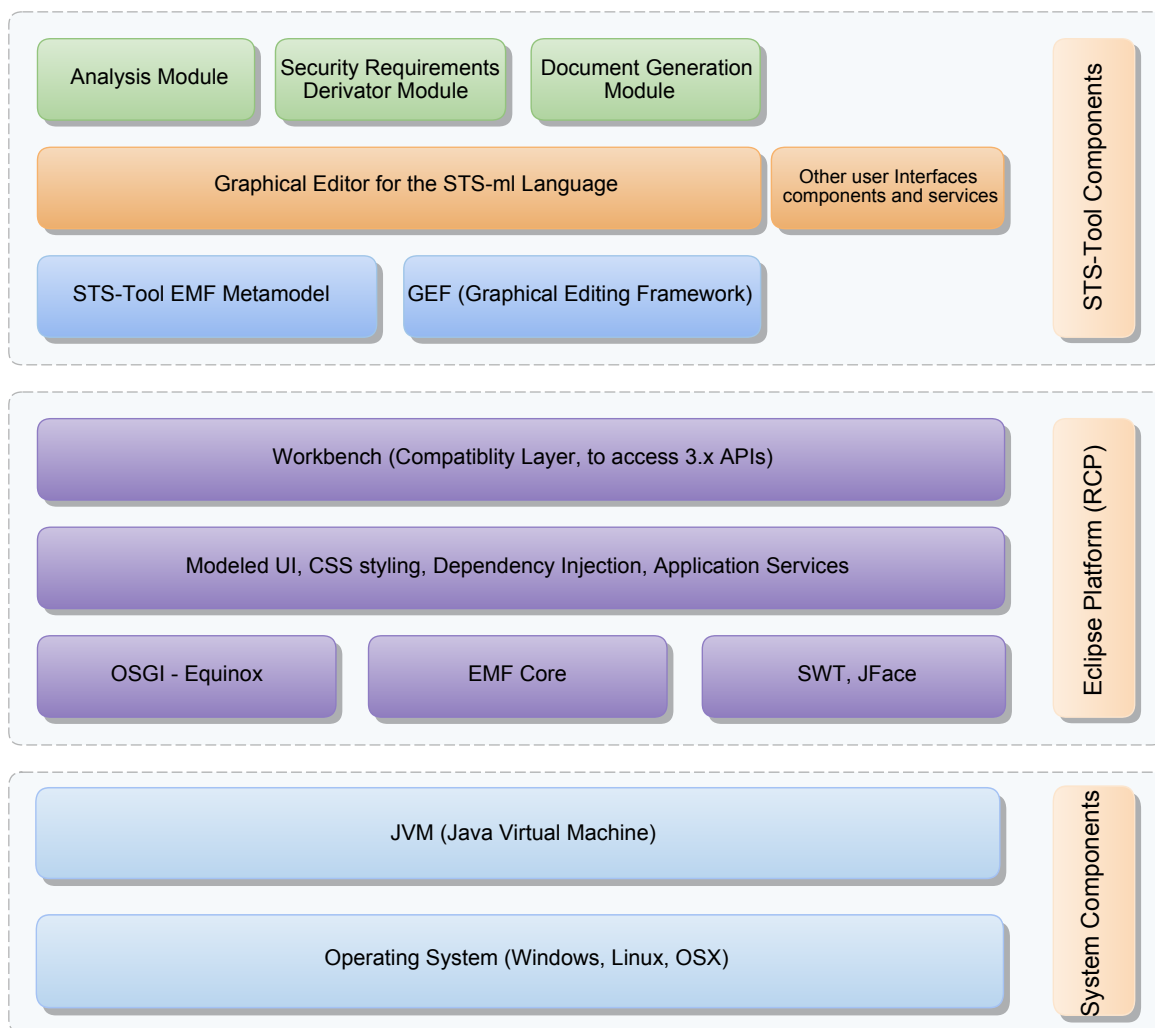 Analysis Module
Security Requirements
Derivator Module
Document Generation
Module
STS-Tool Components
Graphical Editor for the STS-ml Language
Other user Interfaces
components and services
STS-Tool EMF Metamodel
GEF (Graphical Editing Framework)
Workbench (Compatiblity Layer, to access 3.x APIs)
Eclipse Platform (RCP)
Modeled UI, CSS styling, Dependency Injection, Application Services
OSGI - Equinox
EMF Core
SWT, JFace
JVM (Java Virtual Machine)
System Components
Operating System (Windows, Linux, OSX)